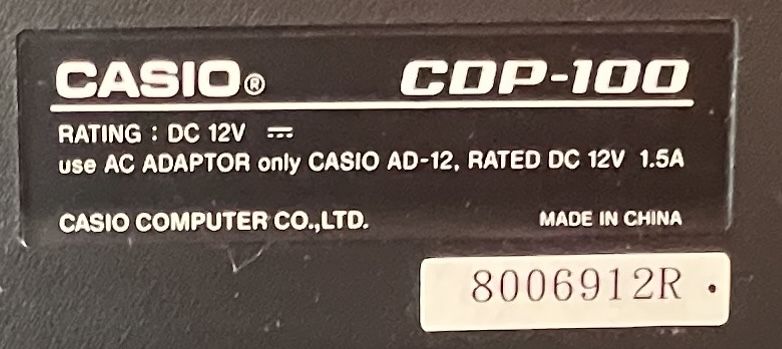 CASIO® CDP-100
RATING : DC 12V ⎓
use AC ADAPTOR only CASIO AD-12, RATED DC 12V 1.5A
CASIO COMPUTER CO.,LTD. MADE IN CHINA
8006912R .